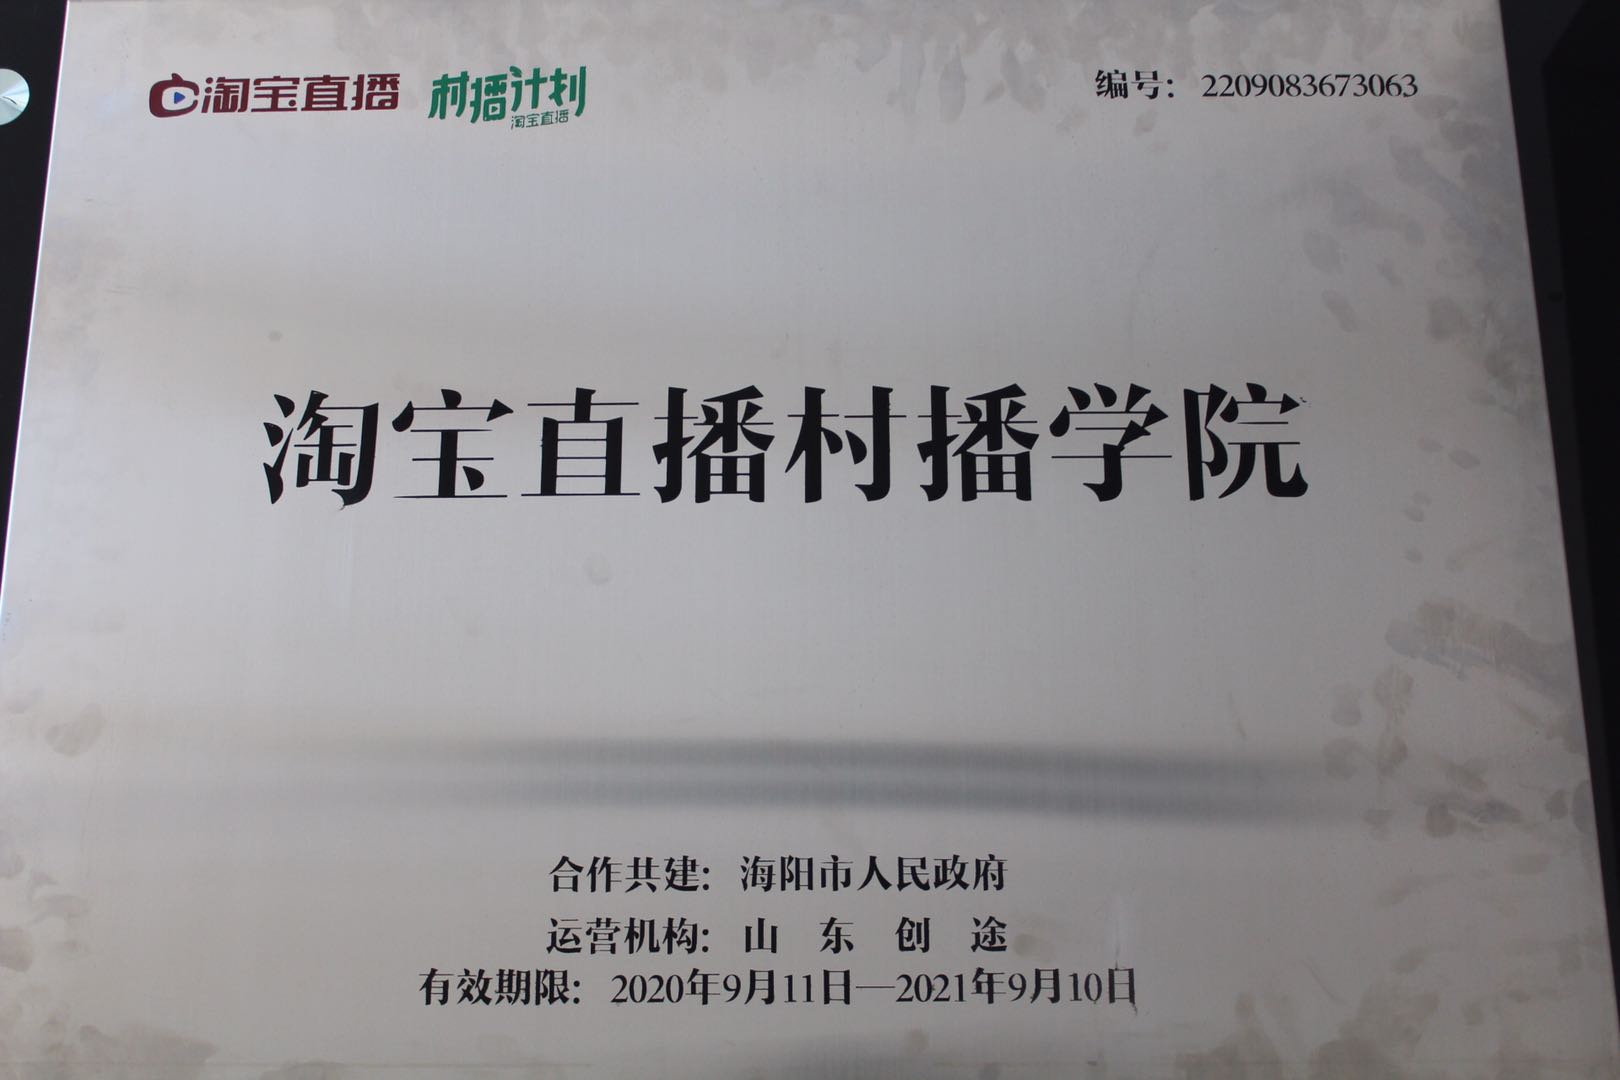 淘宝直播 村播计划 编号：2209083673063
淘宝直播
淘宝直播村播学院
合作共建：海阳市人民政府
运营机构：山东创途
有效期限：2020年9月11日—2021年9月10日